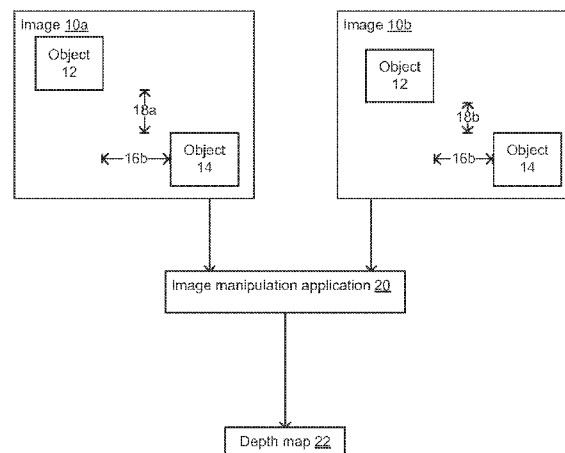 Image 10a
Object
12
18a
16b
Object
14
Image 10b
Object
12
18b
16b
Object
14
Image manipulation application 20
Depth map 22